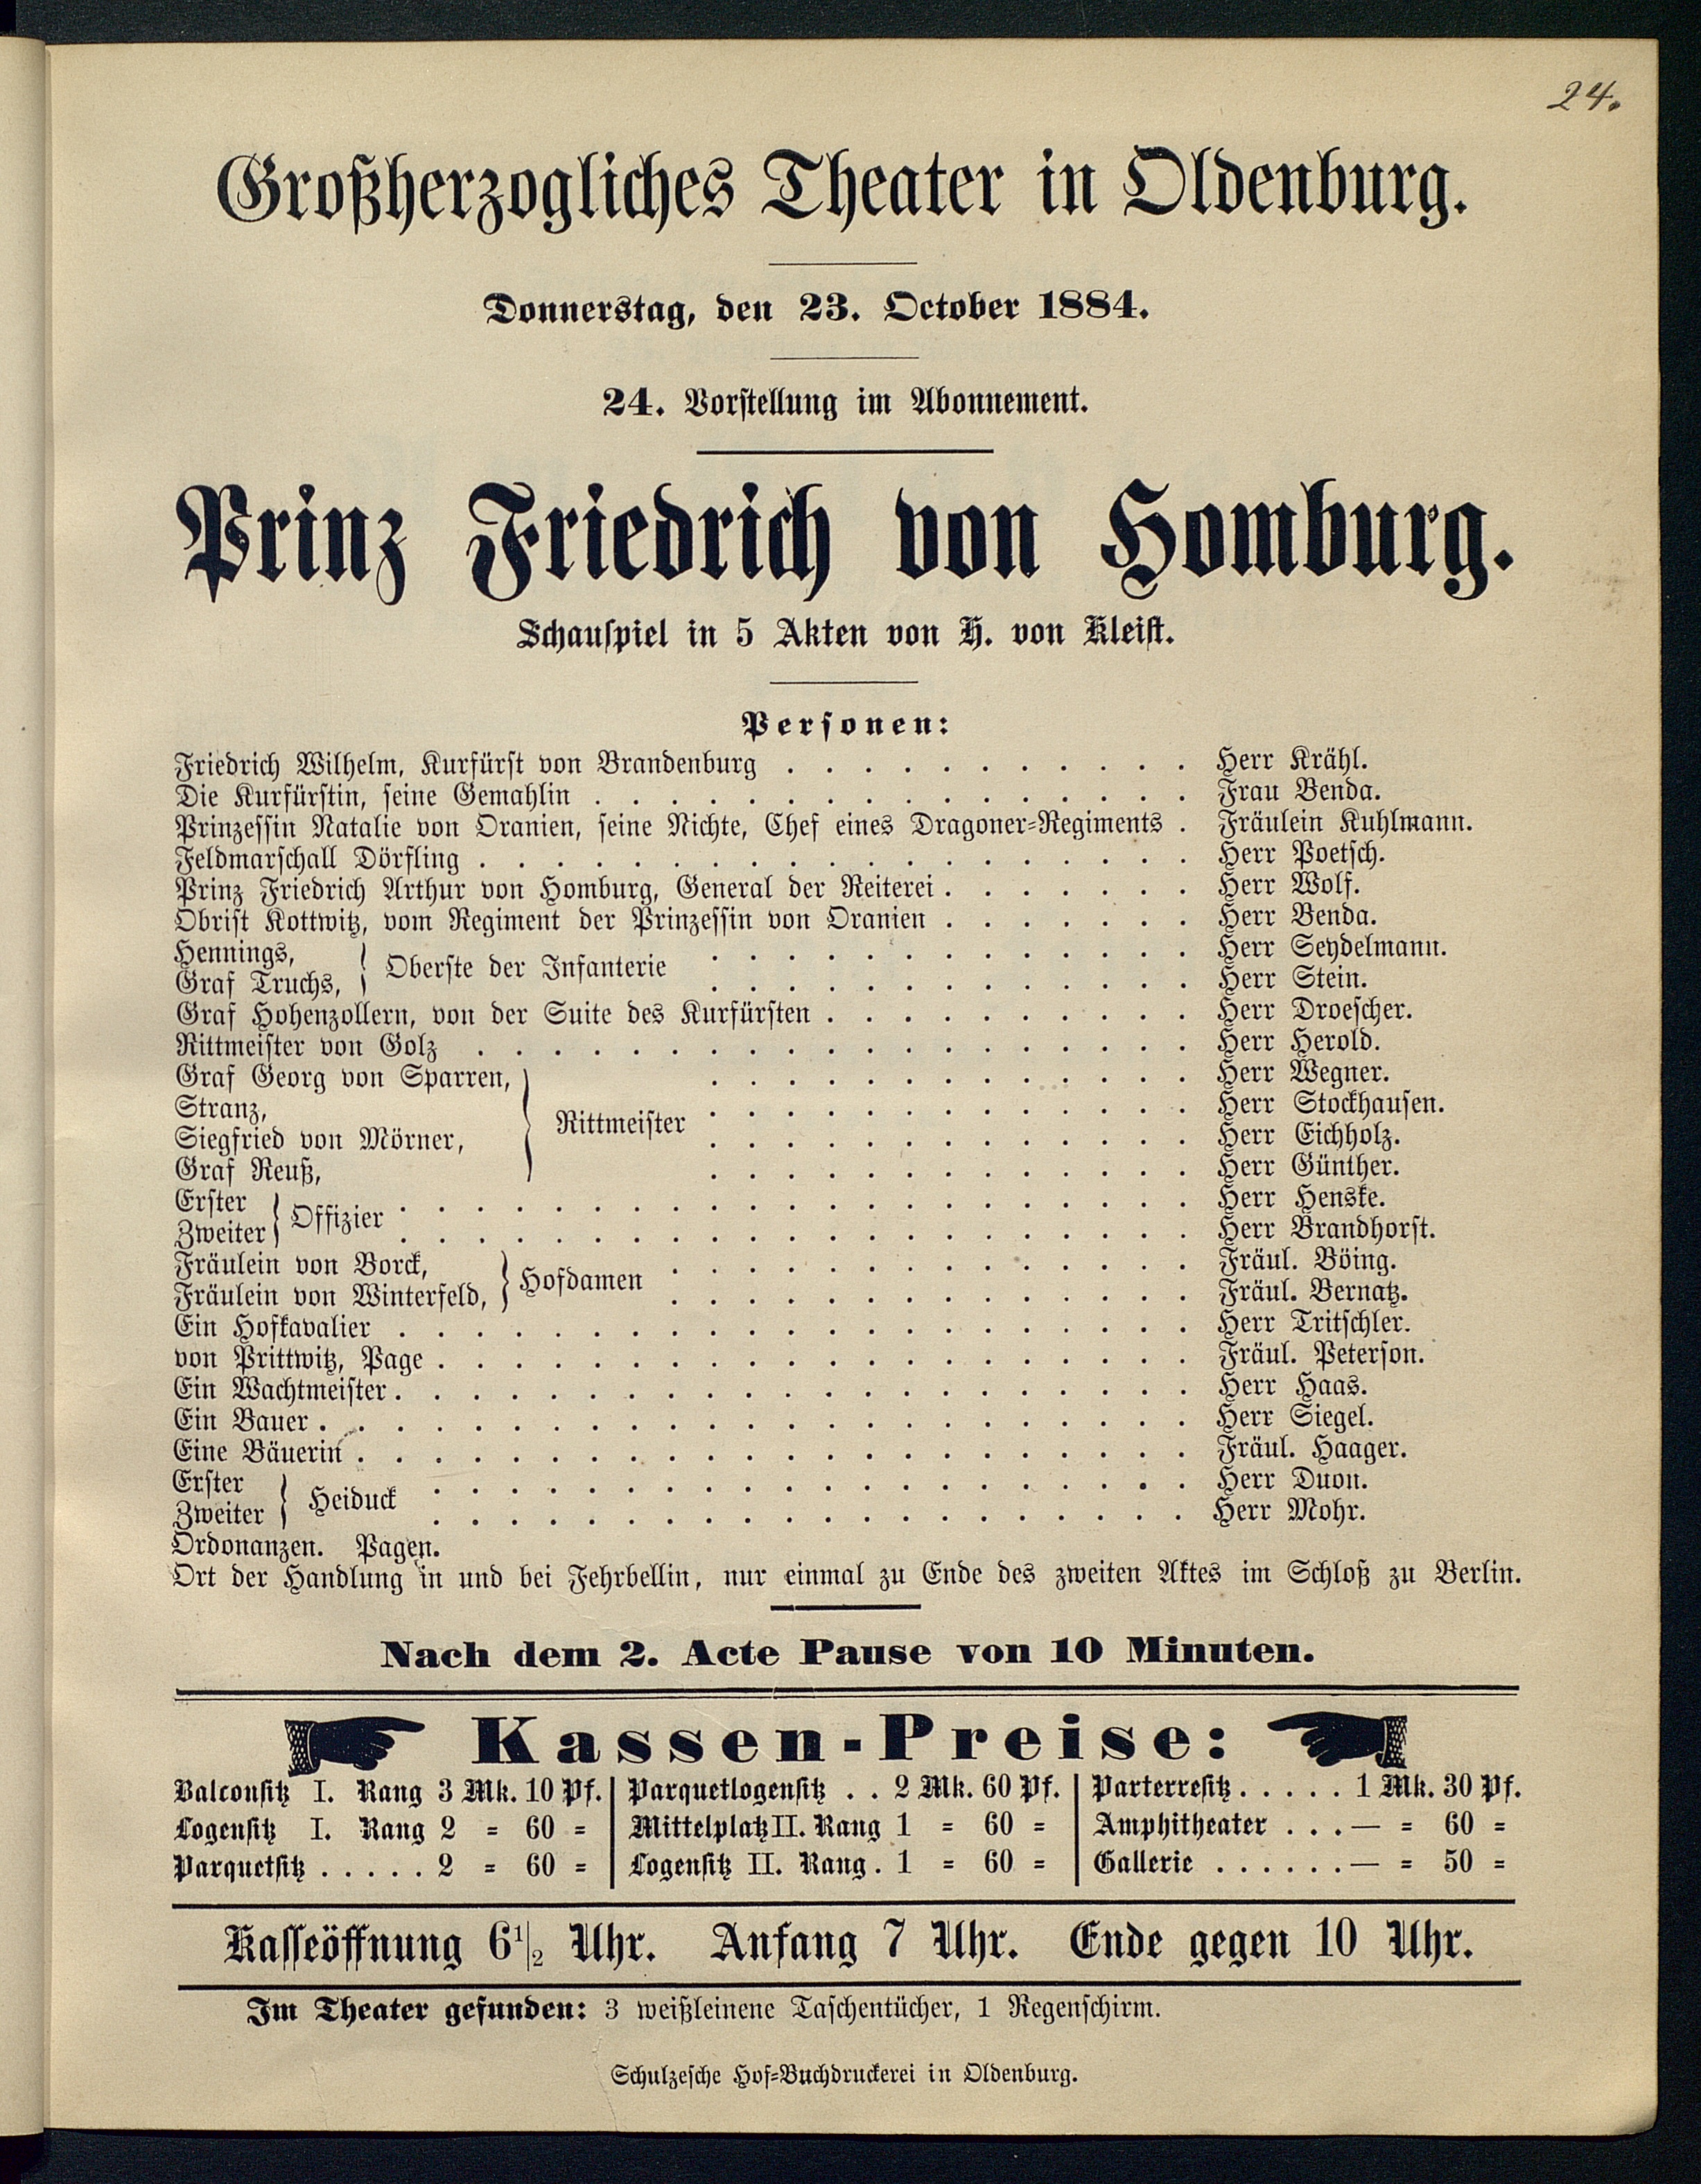 24.
Großherzogliches Theater in Oldenburg.
Donnerstag, den 23. October 1884.
24. Vorstellung im Abonnement.
Prinz Friedrich von Homburg.
Schauspiel in 5 Akten von H. von Kleist.
Personen:
Friedrich Wilhelm, Kurfürst von Brandenburg . . . . . . . . . . . Herr Krähl.
Die Kurfürstin, seine Gemahlin . . . . . . . . . . . . . . . . Frau Benda.
Prinzessin Natalie von Oranien, seine Nichte, Chef eines Dragoner-Regiments . Fräulein Kuhlmann.
Feldmarschall Dörfling . . . . . . . . . . . . . . . . . . . Herr Poetsch.
Prinz Friedrich Arthur von Homburg, General der Reiterei . . . . . . . Herr Wolf.
Obrist Kottwitz, vom Regiment der Prinzessin von Oranien . . . . . . . Herr Benda.
Hennings, . . . . . . . . . . . . . Herr Seydelmann.
Oberste der Infanterie
Graf Truchs, . . . . . . . . . . . . . Herr Stein.
Graf Hohenzollern, von der Suite des Kurfürsten . . . . . . . . . . Herr Droescher.
Rittmeister von Golz . . . . . . . . . . . . . . . . . . . Herr Herold.
Graf Georg von Sparren, . . . . . . . . . . . . . Herr Wegner.
Stranz, . . . . . . . . . . . . . Herr Stockhausen.
Rittmeister
Siegfried von Mörner, . . . . . . . . . . . . . Herr Eichholz.
Graf Reuß, . . . . . . . . . . . . . Herr Günther.
Erster . . . . . . . . . . . . . . . . . . . . . Herr Henske.
Offizier
Zweiter . . . . . . . . . . . . . . . . . . . . . Herr Brandhorst.
Fräulein von Borck, . . . . . . . . . . . . . . Fräul. Böing.
Hofdamen
Fräulein von Winterfeld, . . . . . . . . . . . . . . Fräul. Bernatz.
Ein Hofkavalier . . . . . . . . . . . . . . . . . . . . . Herr Tritschler.
von Prittwitz, Page . . . . . . . . . . . . . . . . . . . . Fräul. Peterson.
Ein Wachtmeister . . . . . . . . . . . . . . . . . . . . . Herr Haas.
Ein Bauer . . . . . . . . . . . . . . . . . . . . . . . Herr Siegel.
Eine Bäuerin . . . . . . . . . . . . . . . . . . . . . . Fräul. Haager.
Erster . . . . . . . . . . . . . . . . . . . . Herr Duon.
Heiduck
Zweiter . . . . . . . . . . . . . . . . . . . . Herr Mohr.
Ordonanzen. Pagen.
Ort der Handlung in und bei Fehrbellin, nur einmal zu Ende des zweiten Aktes im Schloß zu Berlin.
Nach dem 2. Acte Pause von 10 Minuten.
Kassen-Preise:
Balconsitz I. Rang 3 Mk. 10 Pf.
Logensitz I. Rang 2 = 60 =
Parquetsitz . . . . . 2 = 60 =
Parquetlogensitz . . 2 Mk. 60 Pf.
Mittelplatz II. Rang 1 = 60 =
Logensitz II. Rang . 1 = 60 =
Parterresitz . . . . . 1 Mk. 30 Pf.
Amphitheater . . . — = 60 =
Gallerie . . . . . . — = 50 =
Kasseöffnung 6 1/2 Uhr. Anfang 7 Uhr. Ende gegen 10 Uhr.
Im Theater gefunden: 3 weißleinene Taschentücher, 1 Regenschirm.
Schulzesche Hof-Buchdruckerei in Oldenburg.